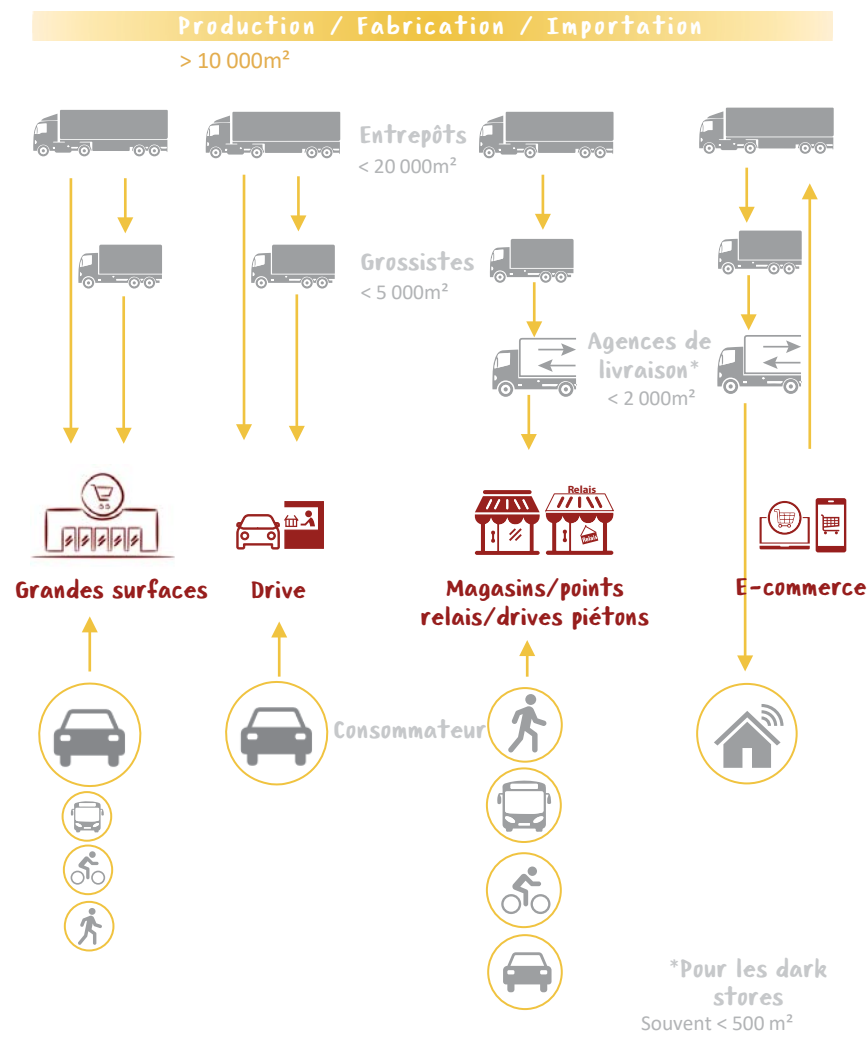 Production / Fabrication / Importation
> 10 000m²
Entrepôts
< 20 000m²
Grossistes
< 5 000m²
Agences de
livraison*
< 2 000m²
Relais
Relais
Grandes surfaces
Drive
Magasins/points
relais/drives piétons
E-commerce
Consommateur
*Pour les dark
stores
Souvent < 500 m²